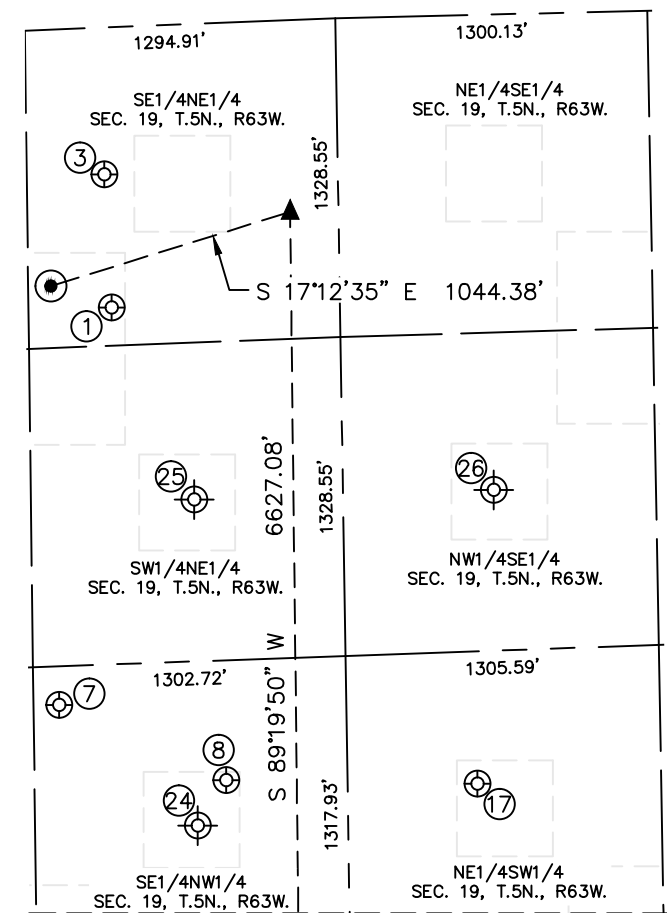 1294.91'
1300.13'
SE1/4NE1/4
SEC. 19, T.5N., R63W.
NE1/4SE1/4
SEC. 19, T.5N., R63W.
3
1328.55'
S 17°12'35" E 1044.38'
1
25
26
6627.08'
1328.55'
SW1/4NE1/4
SEC. 19, T.5N., R63W.
NW1/4SE1/4
SEC. 19, T.5N., R63W.
1302.72'
1305.59'
7
S 89°19'50" W
8
24
17
1317.93'
SE1/4NW1/4
SEC. 19, T.5N., R63W.
NE1/4SW1/4
SEC. 19, T.5N., R63W.